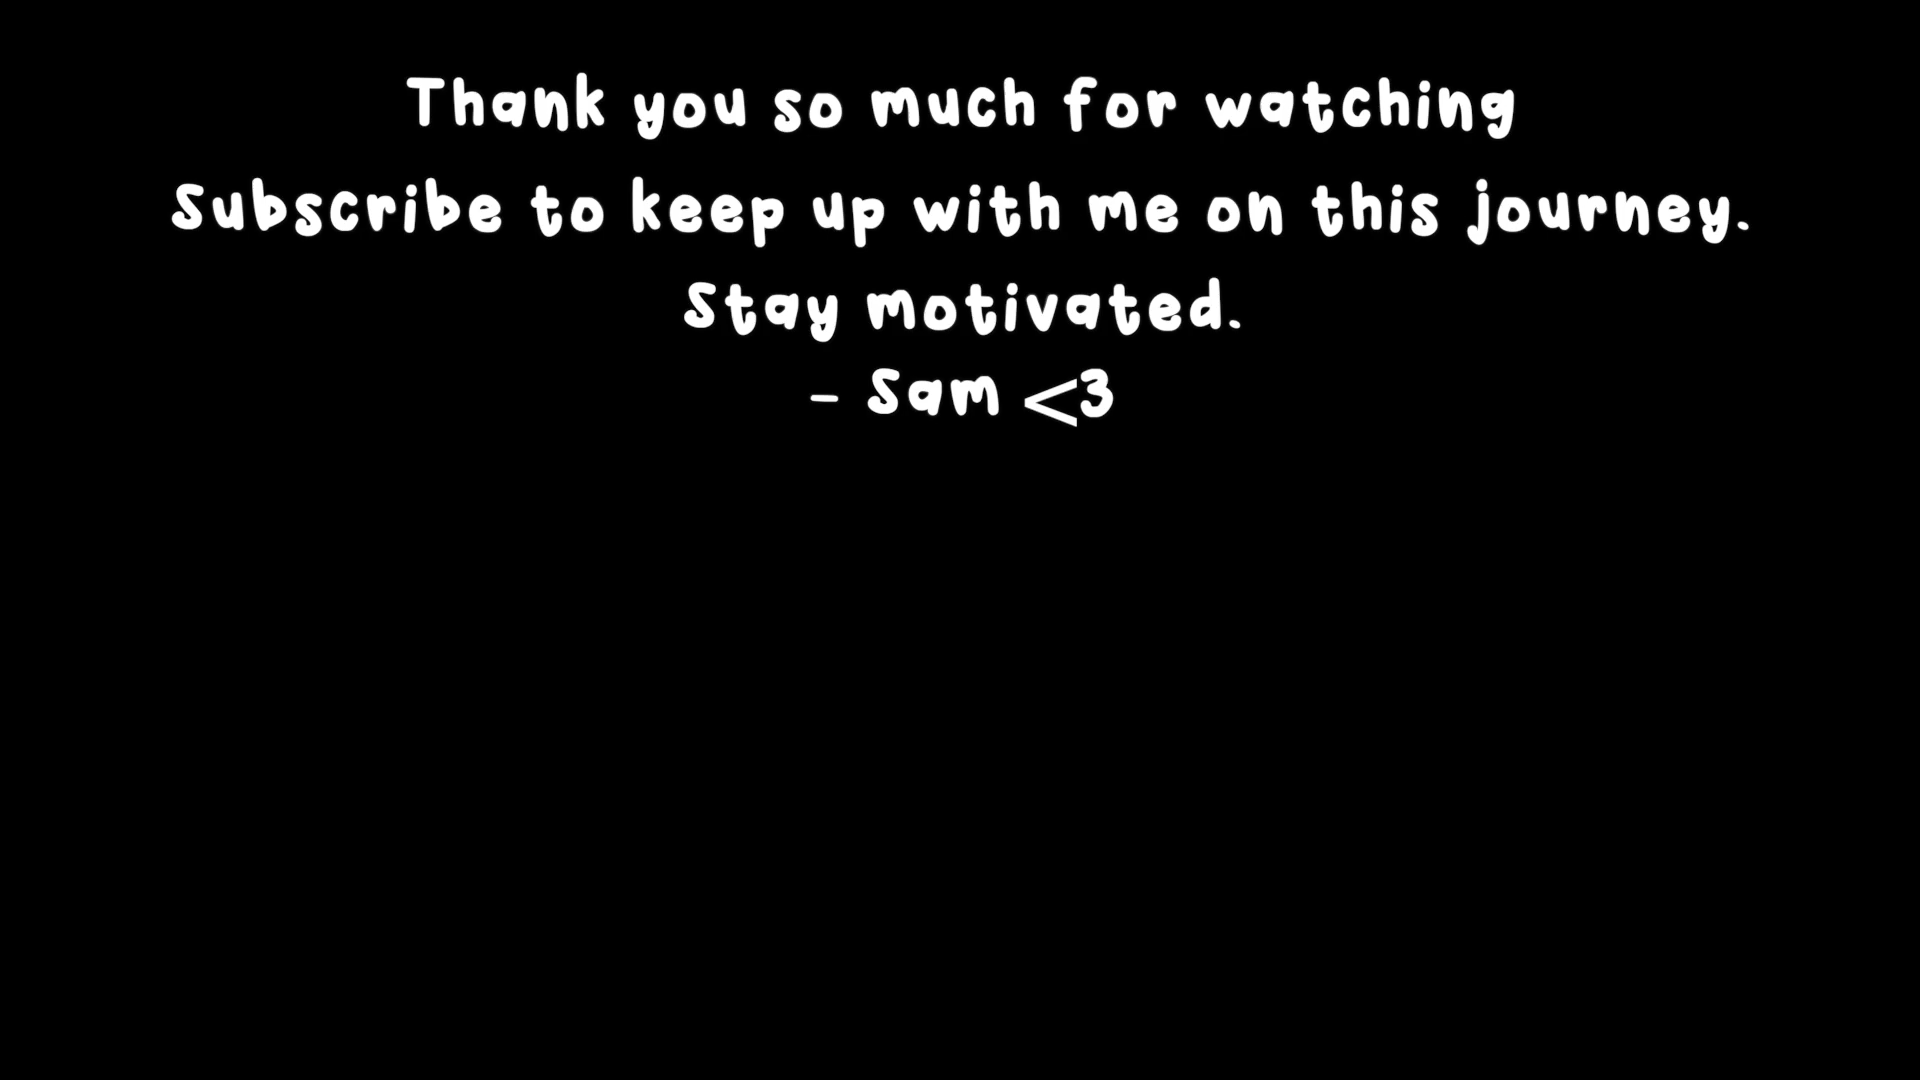 Thank you so much for watching
Subscribe to keep up with me on this journey.
Stay motivated.
- Sam <3